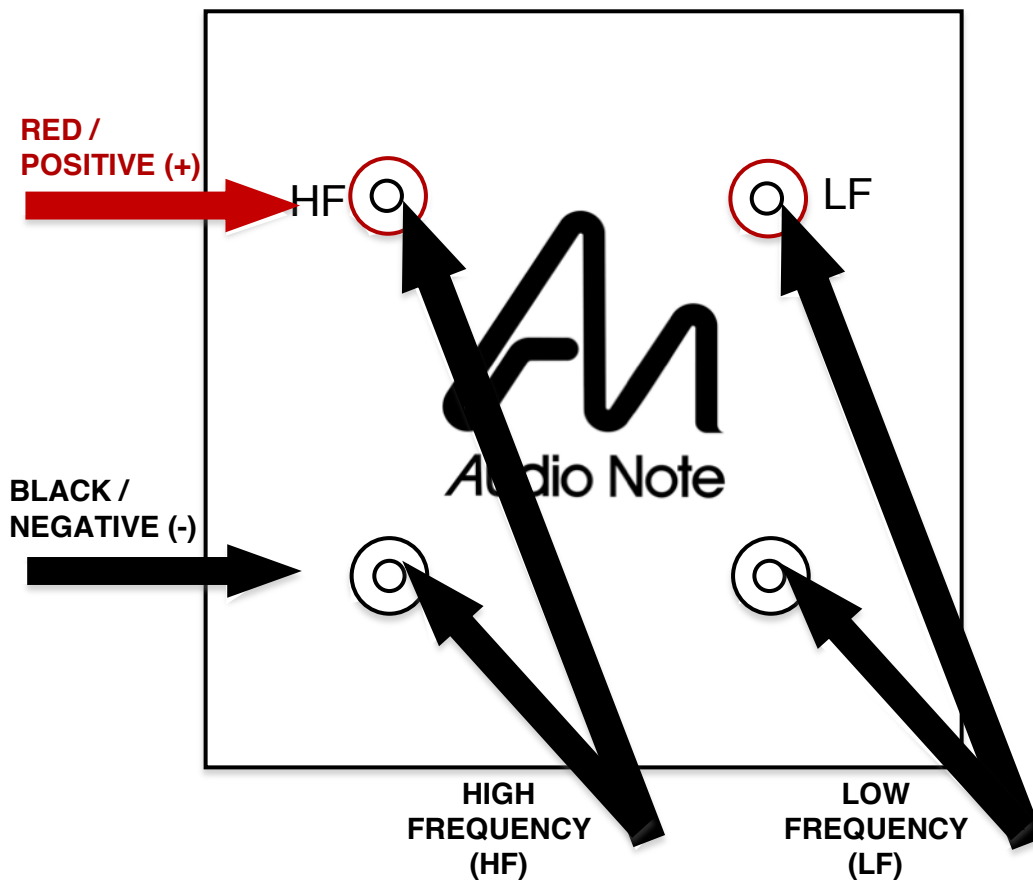 RED /
POSITIVE (+)
HF
LF
Audio Note
BLACK /
NEGATIVE (-)
HIGH
FREQUENCY
(HF)
LOW
FREQUENCY
(LF)